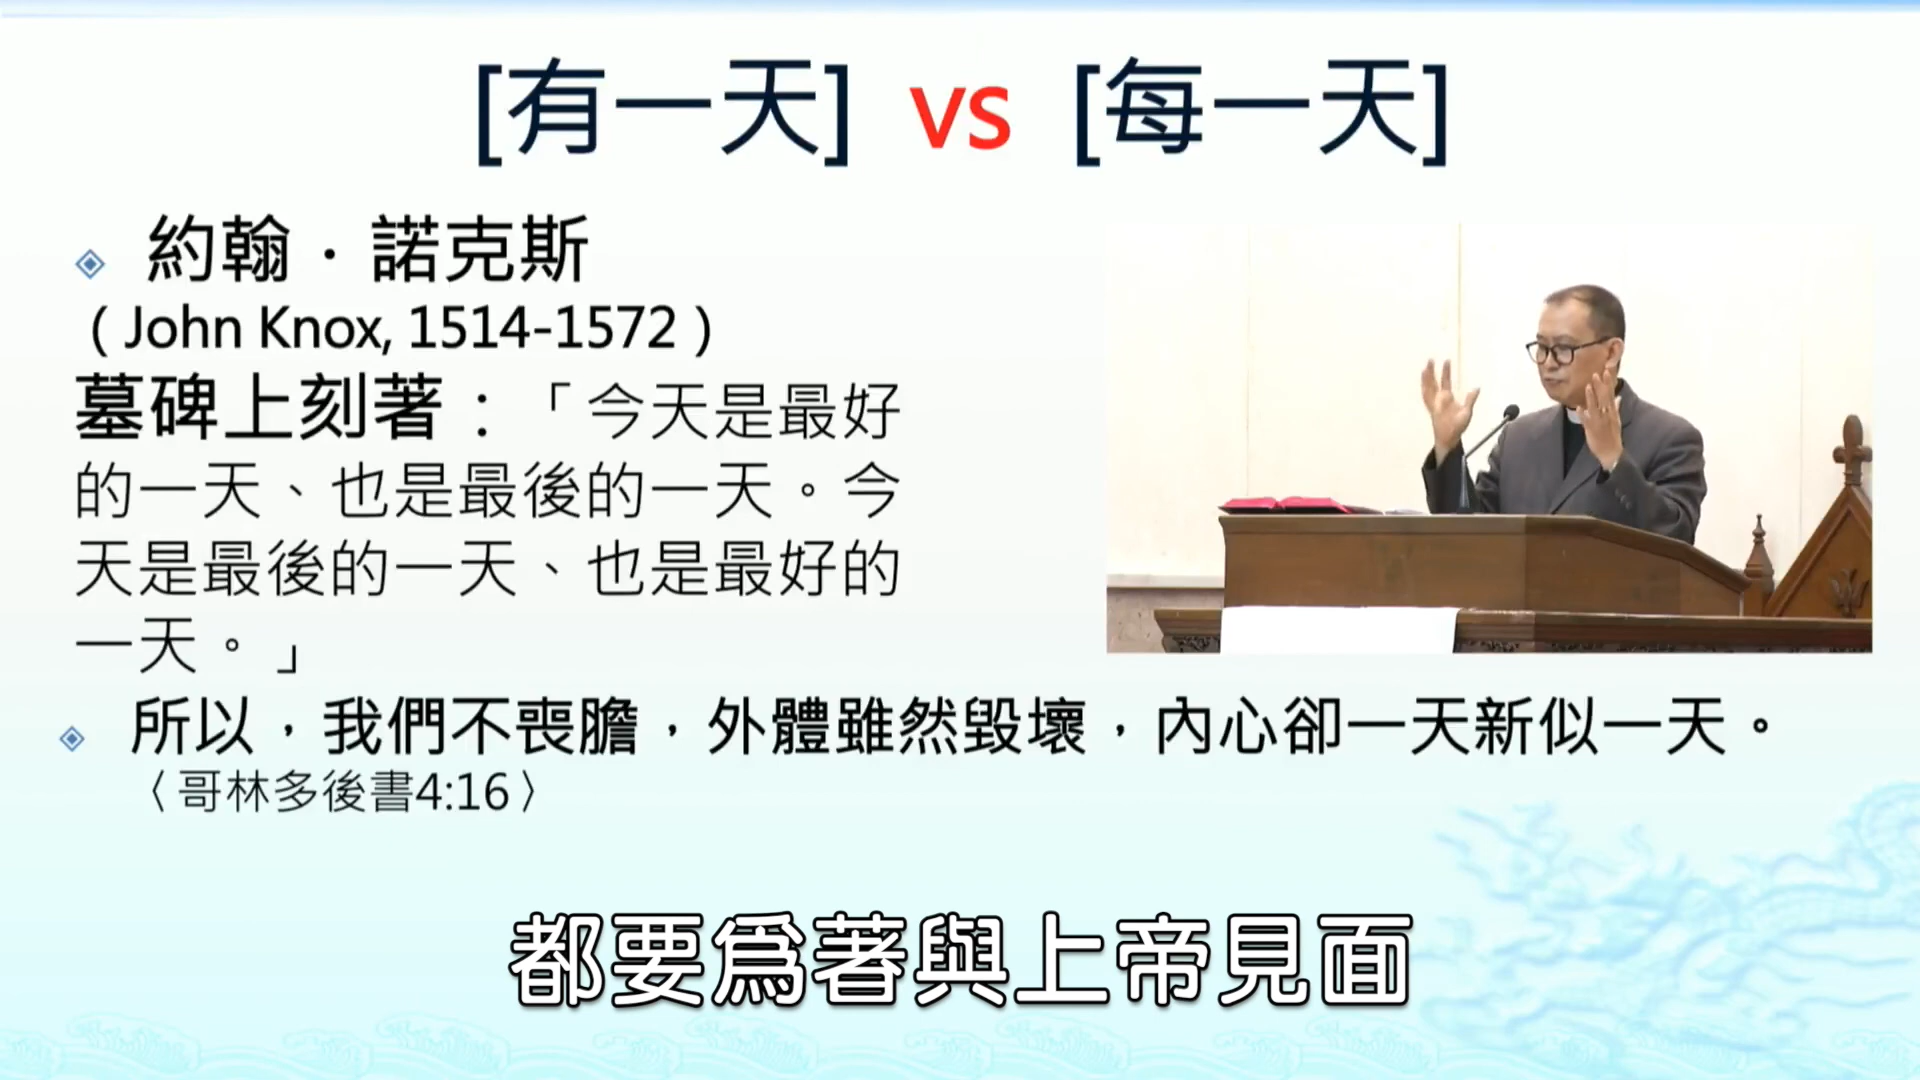 [有一天] vs [每一天]
約翰．諾克斯
（John Knox, 1514-1572）
墓碑上刻著：「今天是最好
的一天、也是最後的一天。今
天是最後的一天、也是最好的
一天。」
所以，我們不喪膽，外體雖然毀壞，內心卻一天新似一天。
〈哥林多後書4:16〉
都要為著與上帝見面